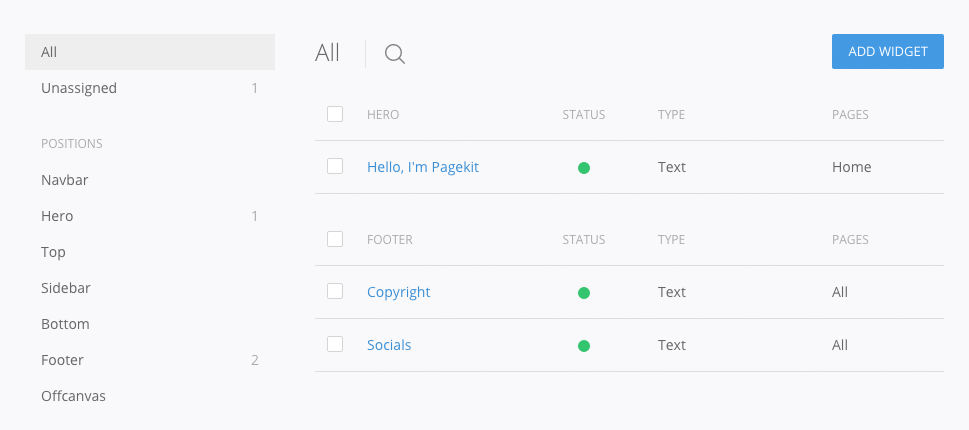 All
Unassigned 1
POSITIONS
Navbar
Hero 1
Top
Sidebar
Bottom
Footer 2
Offcanvas
All
ADD WIDGET
HERO STATUS TYPE PAGES
Hello, I'm Pagekit Text Home
FOOTER STATUS TYPE PAGES
Copyright Text All
Socials Text All